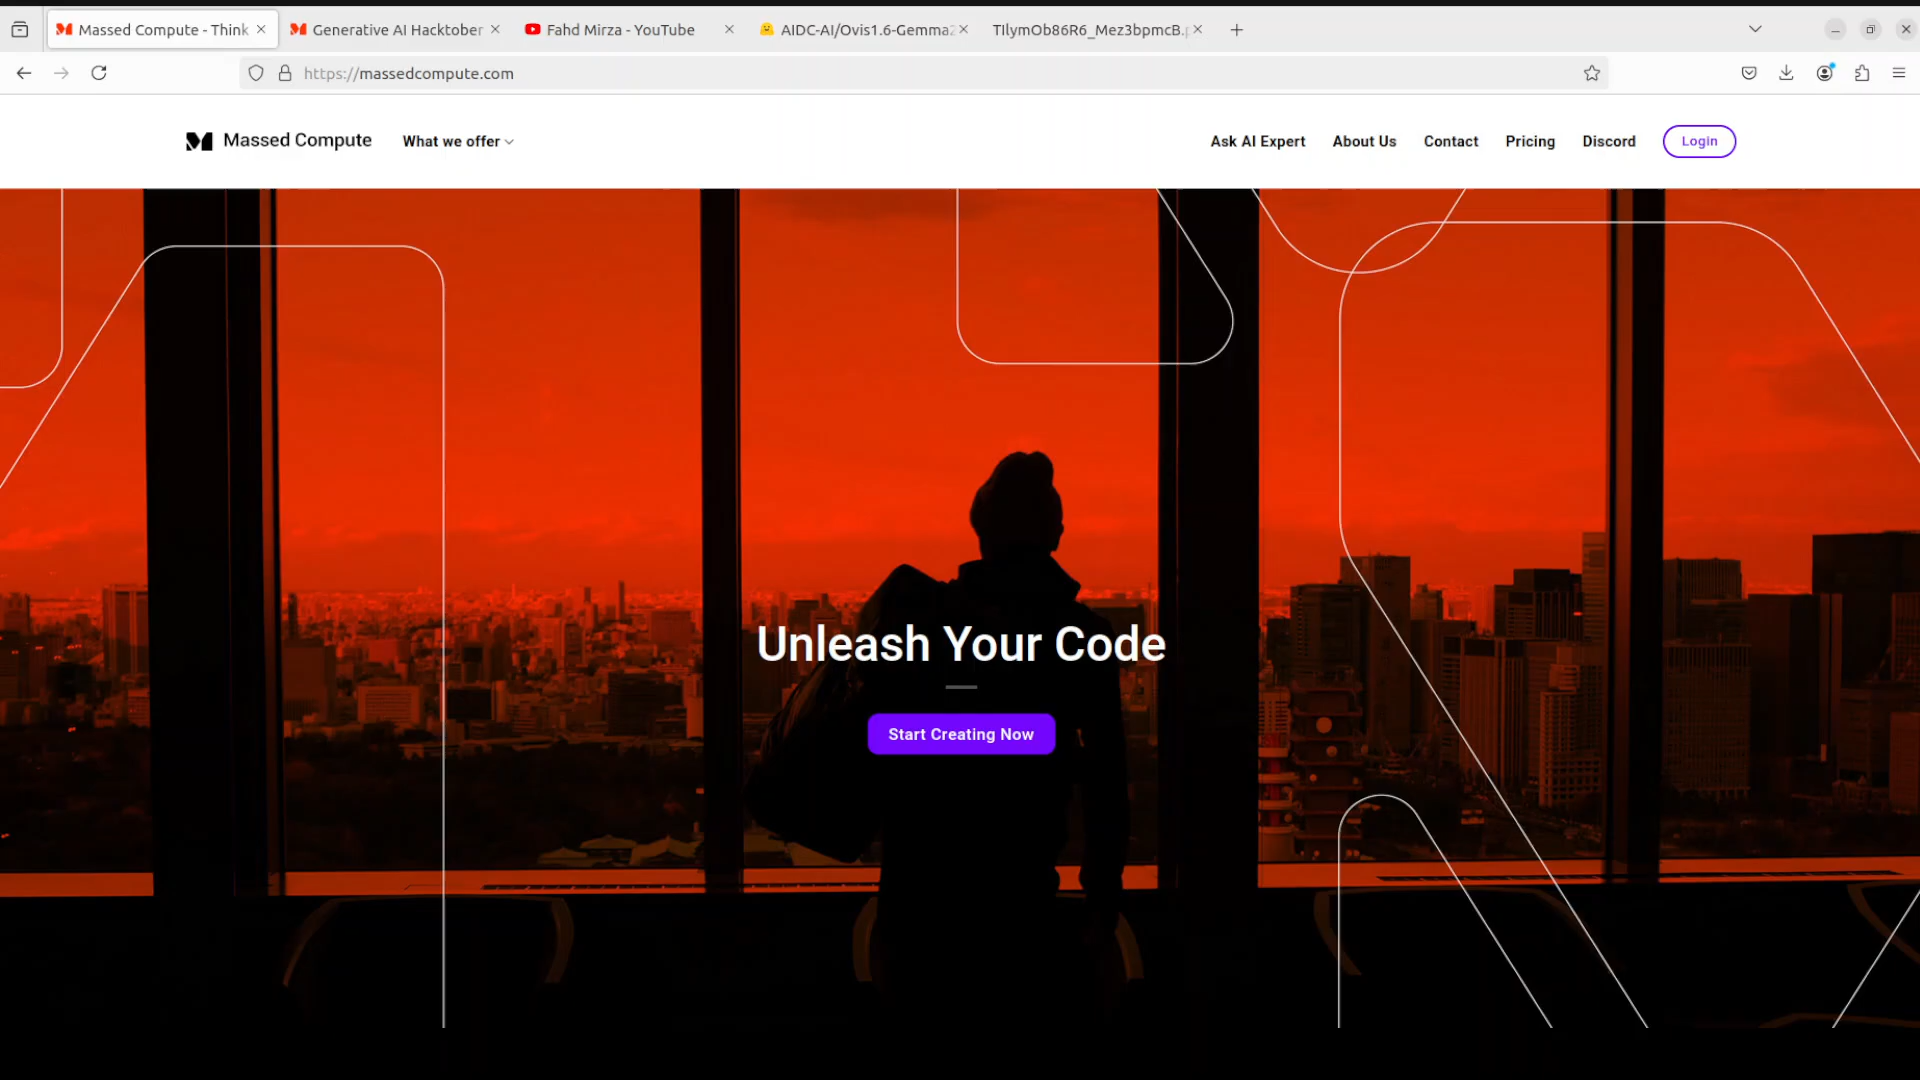 Massed Compute - Think
Generative AI Hacktober
Fahd Mirza - YouTube
AIDC-AI/Ovis1.6-Gemma2
TIlymOb86R6_Mez3bpmcB.
https://massedcompute.com
Massed Compute
What we offer
Ask AI Expert
About Us
Contact
Pricing
Discord
Login
Unleash Your Code
Start Creating Now